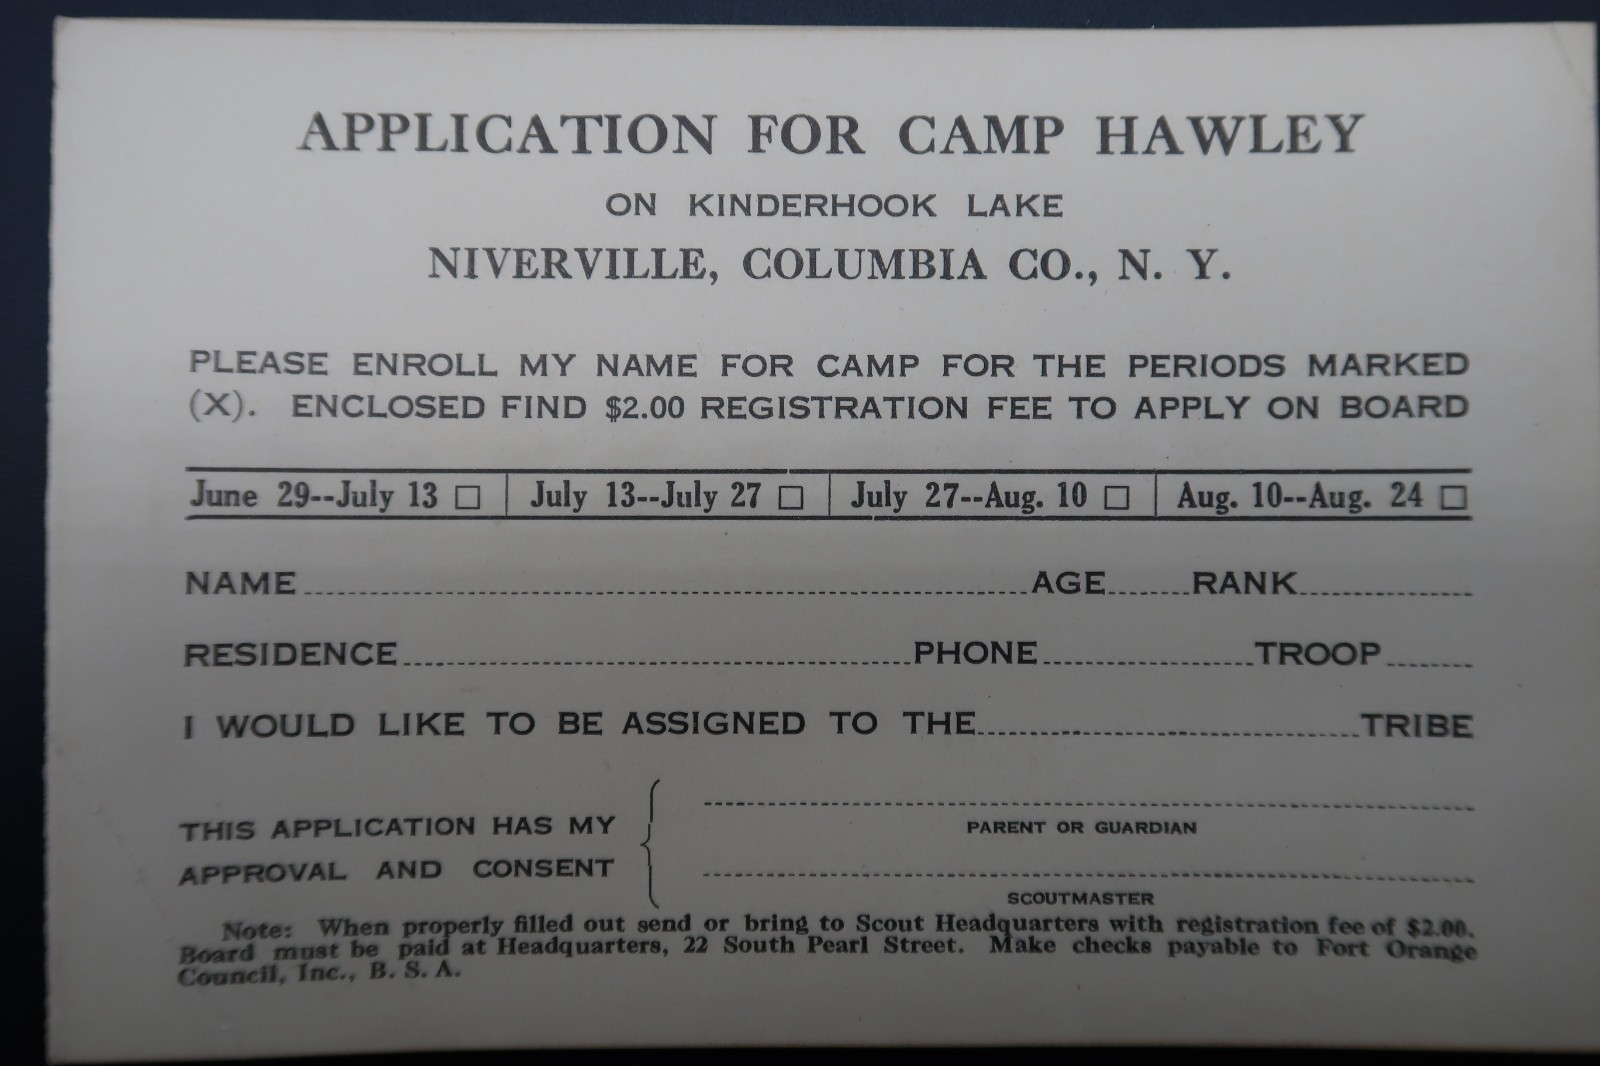 APPLICATION FOR CAMP HAWLEY
ON KINDERHOOK LAKE
NIVERVILLE, COLUMBIA CO., N. Y.
PLEASE ENROLL MY NAME FOR CAMP FOR THE PERIODS MARKED
(X). ENCLOSED FIND $2.00 REGISTRATION FEE TO APPLY ON BOARD
June 29--July 13 □ | July 13--July 27 □ | July 27--Aug. 10 □ | Aug. 10--Aug. 24 □
NAME AGE RANK
RESIDENCE PHONE TROOP
I WOULD LIKE TO BE ASSIGNED TO THE TRIBE
THIS APPLICATION HAS MY
APPROVAL AND CONSENT
PARENT OR GUARDIAN
SCOUTMASTER
Note: When properly filled out send or bring to Scout Headquarters with registration fee of $2.00.
Board must be paid at Headquarters, 22 South Pearl Street. Make checks payable to Fort Orange
Council, Inc., B. S. A.